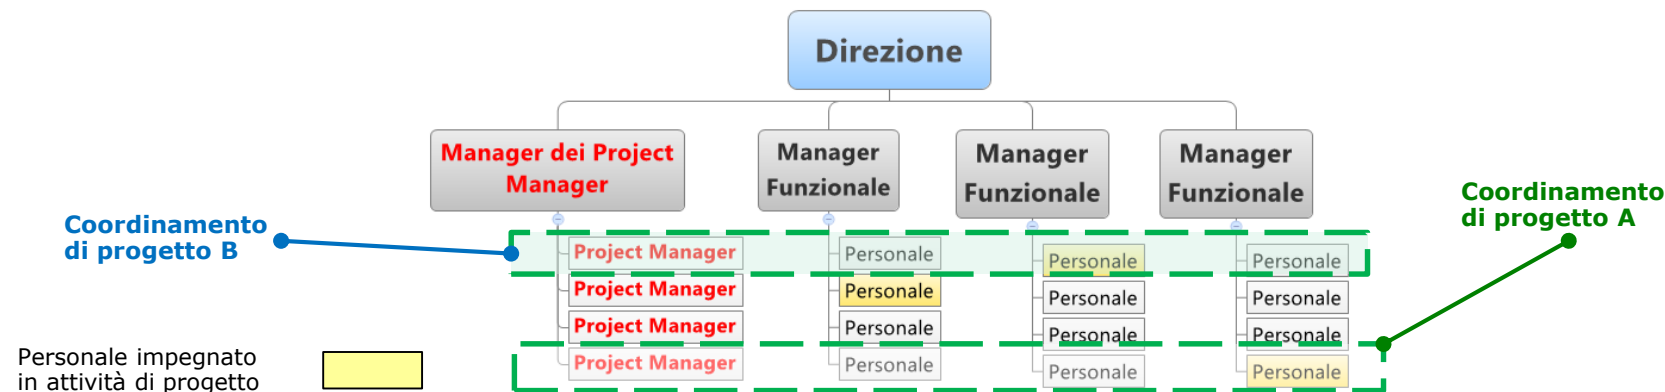 Direzione
Manager dei Project
Manager
Manager
Funzionale
Manager
Funzionale
Manager
Funzionale
Coordinamento
di progetto B
Coordinamento
di progetto A
Project Manager
Personale
Personale
Personale
Project Manager
Personale
Personale
Personale
Project Manager
Personale
Personale
Personale
Project Manager
Personale
Personale
Personale
Personale impegnato
in attività di progetto